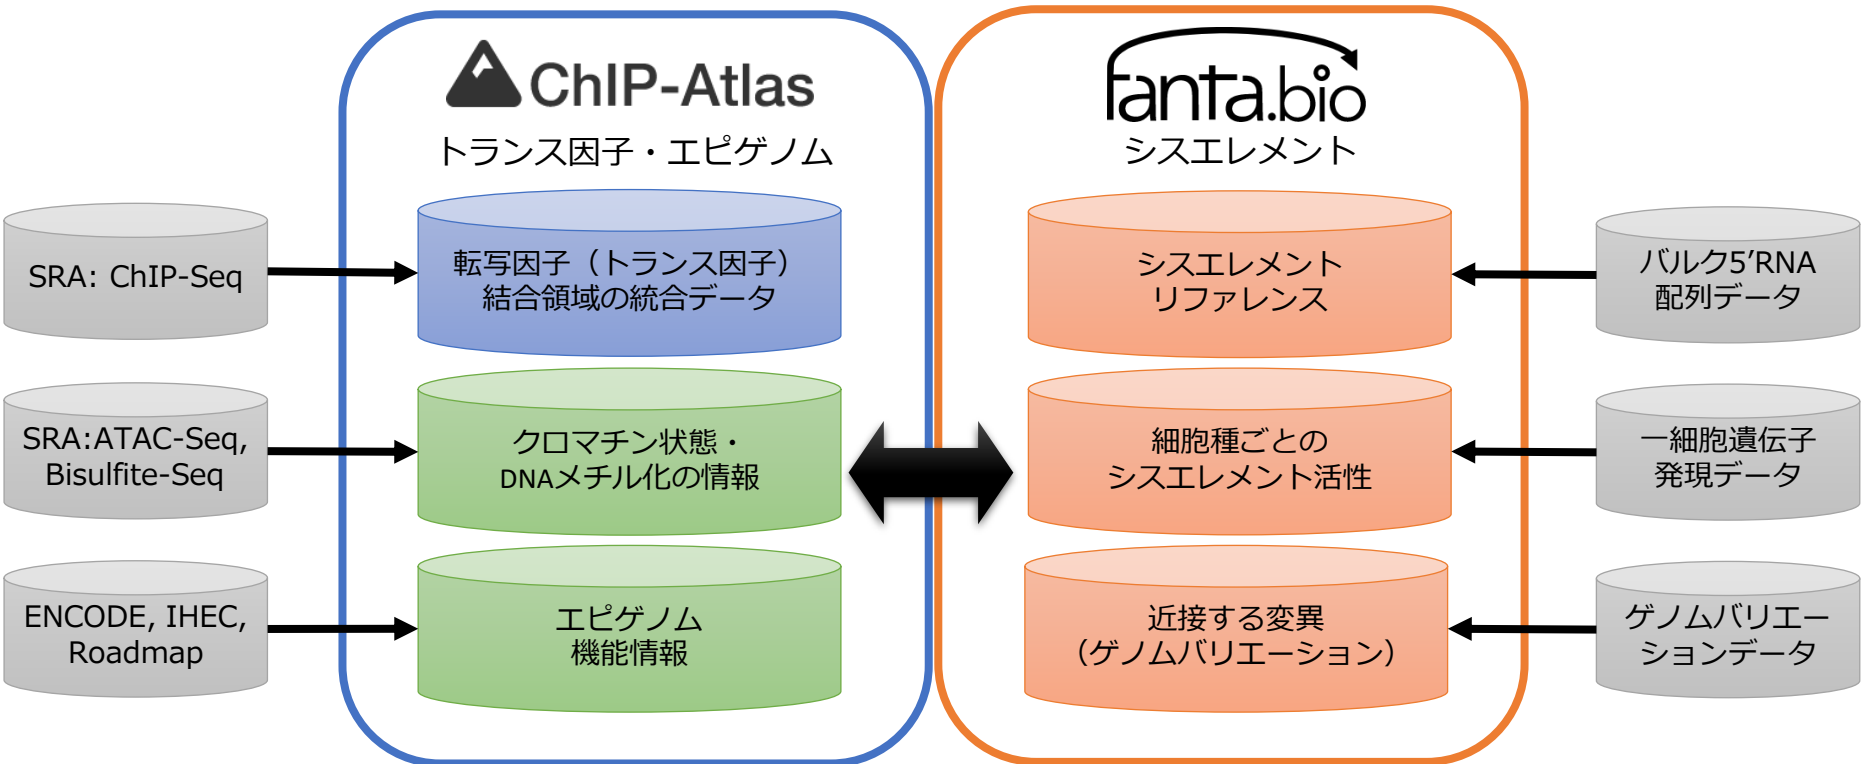 ChIP-Atlas
トランス因子・エピゲノム
SRA: ChIP-Seq
転写因子（トランス因子）
結合領域の統合データ
SRA:ATAC-Seq,
Bisulfite-Seq
クロマチン状態・
DNAメチル化の情報
ENCODE, IHEC,
Roadmap
エピゲノム
機能情報
fanta.bio
シスエレメント
シスエレメント
リファレンス
バルク5’RNA
配列データ
細胞種ごとの
シスエレメント活性
一細胞遺伝子
発現データ
近接する変異
（ゲノムバリエーション）
ゲノムバリエー
ションデータ